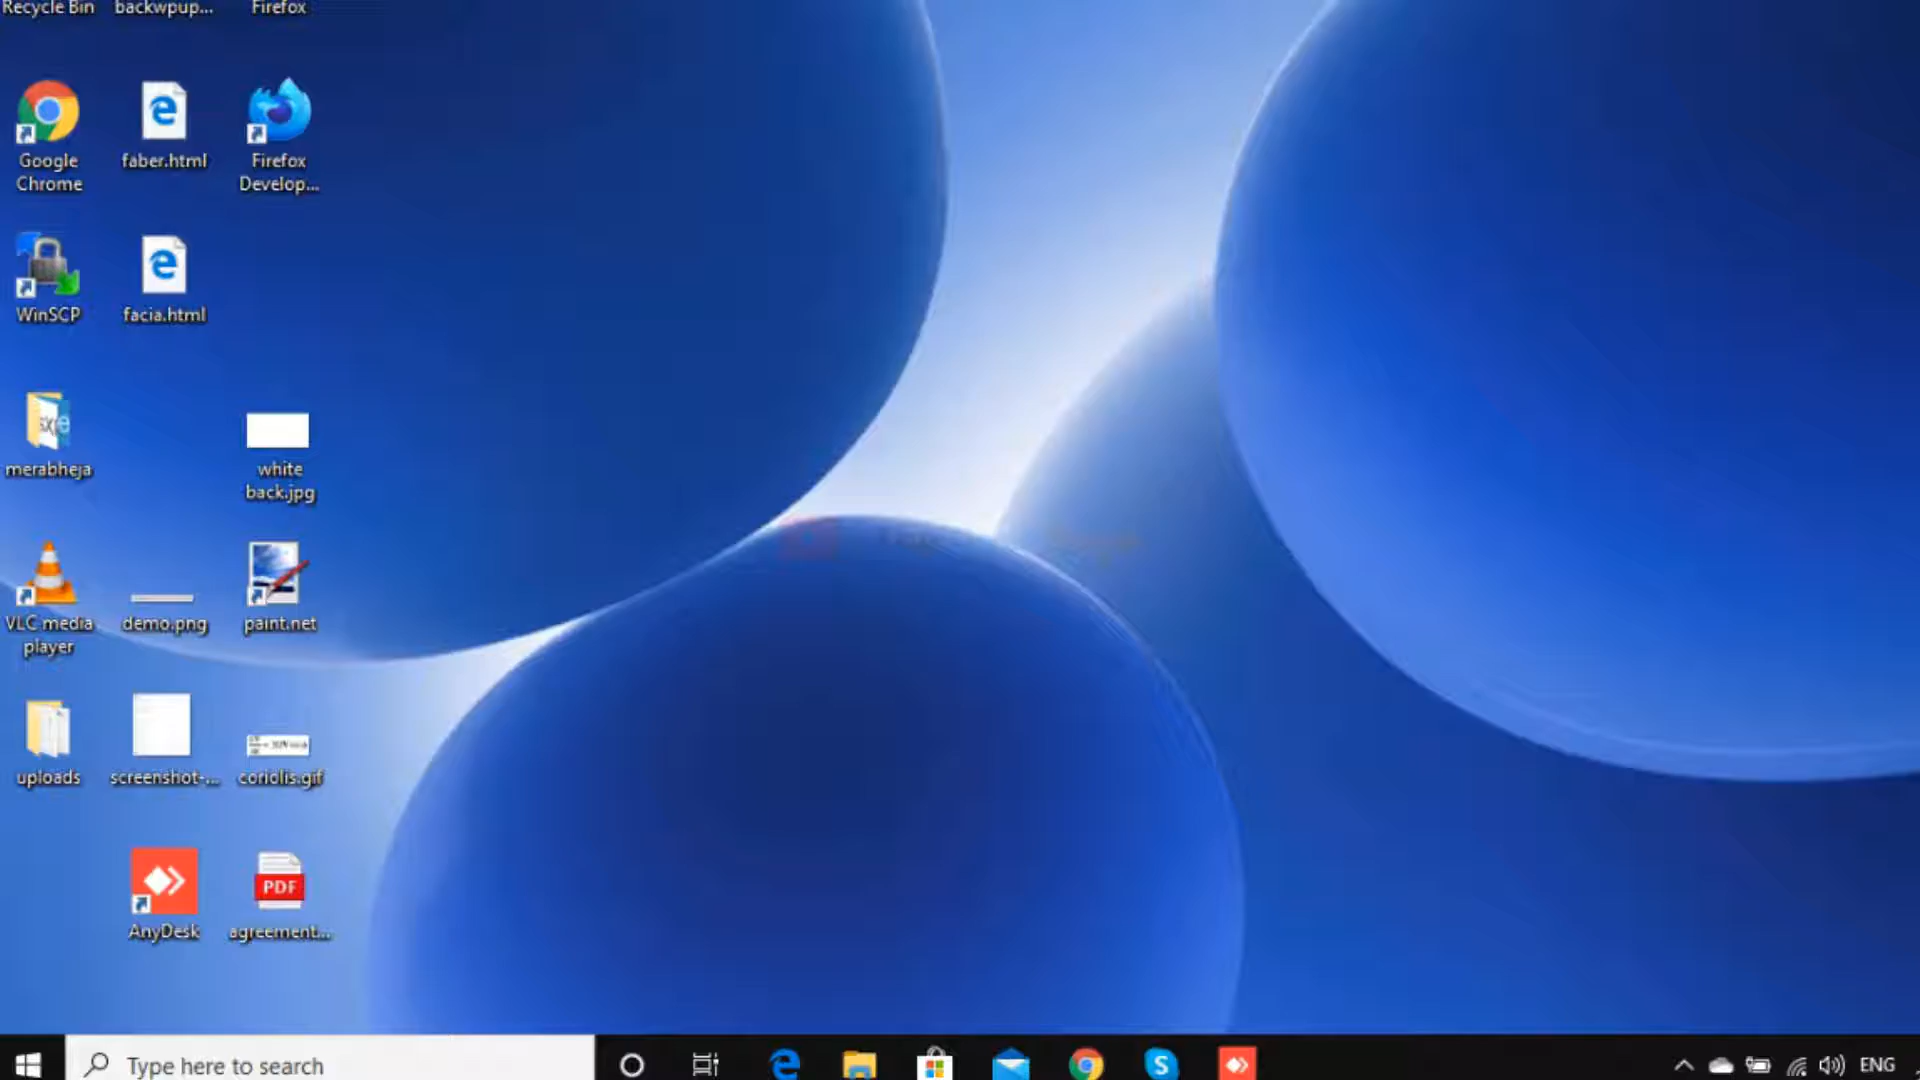 Recycle Bin
backwpup...
Firefox
Google
Chrome
faber.html
Firefox
Develop...
WinSCP
facia.html
merabheja
white
back.jpg
VLC media
player
demo.png
paint.net
uploads
screenshot-...
coriolis.gif
PDF
AnyDesk
agreement...
Type here to search
ENG